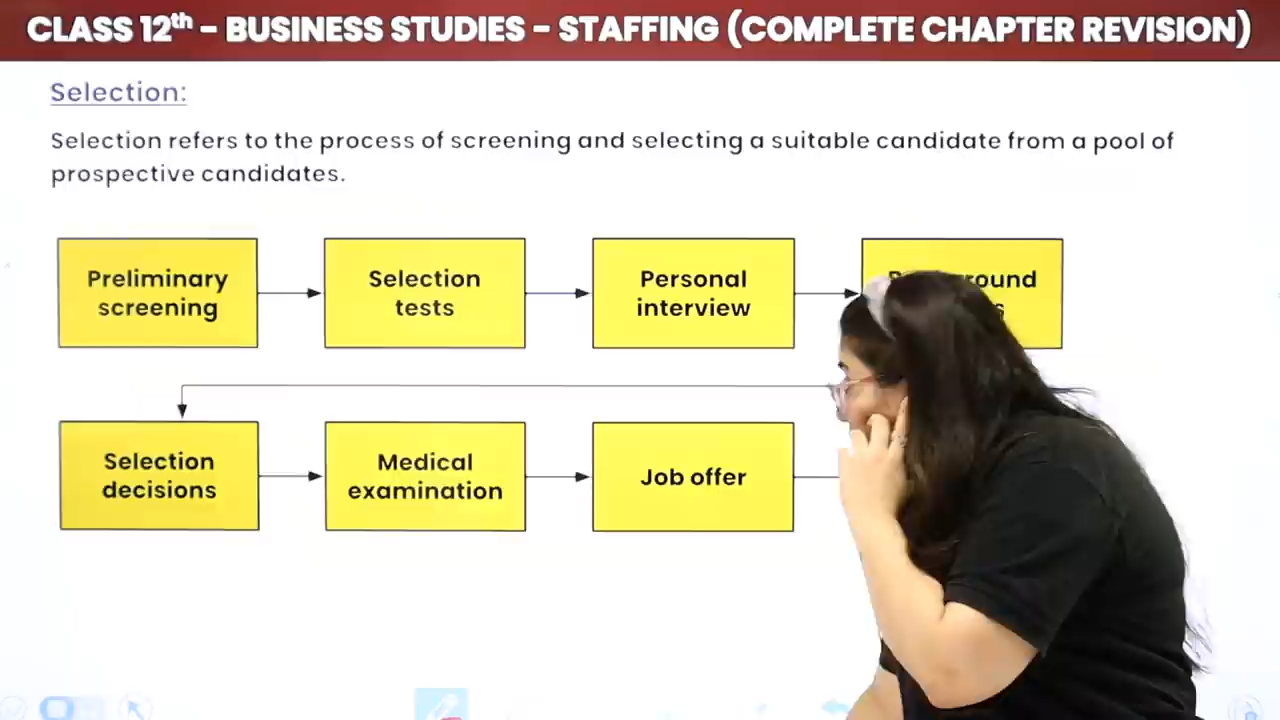 CLASS 12th - BUSINESS STUDIES - STAFFING (COMPLETE CHAPTER REVISION)
Selection:
Selection refers to the process of screening and selecting a suitable candidate from a pool of
prospective candidates.
Preliminary
screening
Selection
tests
Personal
interview
Selection
decisions
Medical
examination
Job offer